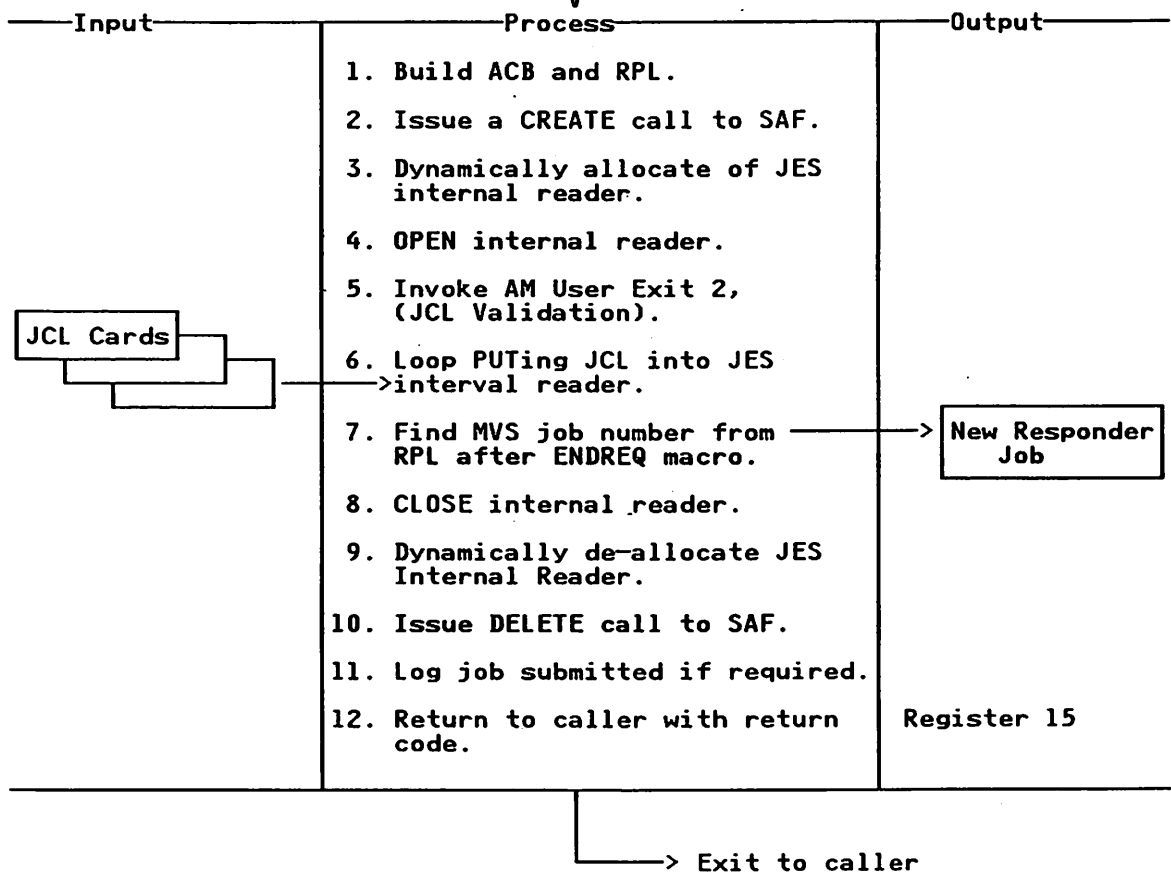 Input Process Output
1. Build ACB and RPL.
2. Issue a CREATE call to SAF.
3. Dynamically allocate of JES
internal reader.
4. OPEN internal reader.
5. Invoke AM User Exit 2,
(JCL Validation).
JCL Cards
6. Loop PUTing JCL into JES
interval reader.
7. Find MVS job number from
RPL after ENDREQ macro.
New Responder
Job
8. CLOSE internal reader.
9. Dynamically de-allocate JES
Internal Reader.
10. Issue DELETE call to SAF.
11. Log job submitted if required.
12. Return to caller with return
code.
Register 15
Exit to caller